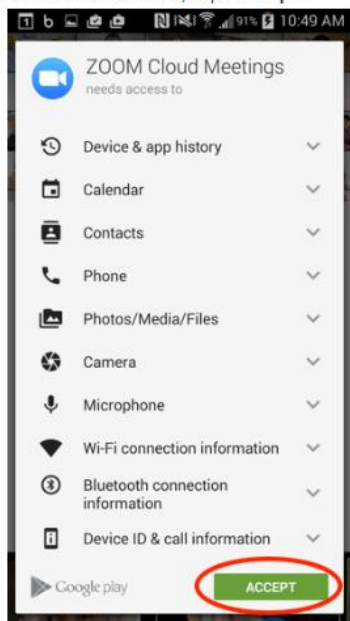 10:49 AM
91%
ZOOM Cloud Meetings
needs access to
Device & app history
Calendar
Contacts
Phone
Photos/Media/Files
Camera
Microphone
Wi-Fi connection information
Bluetooth connection
information
Device ID & call information
Google play
ACCEPT